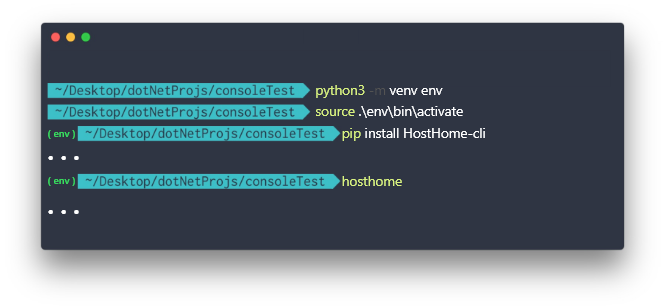 ~/Desktop/dotNetProjs/consoleTest python3 -m venv env
~/Desktop/dotNetProjs/consoleTest source .\env\bin\activate
(env) ~/Desktop/dotNetProjs/consoleTest pip install HostHome-cli
...
(env) ~/Desktop/dotNetProjs/consoleTest hosthome
...